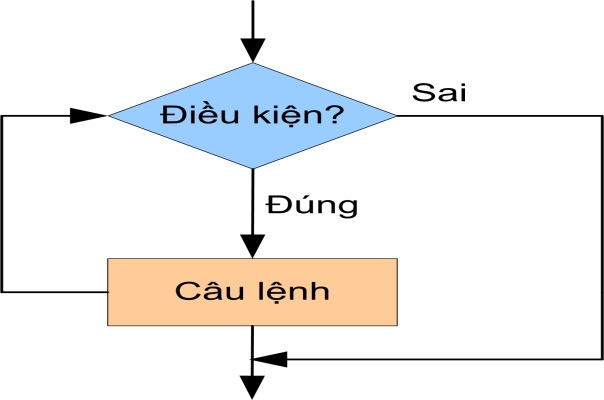 Điều kiện?
Sai
Đúng
Câu lệnh